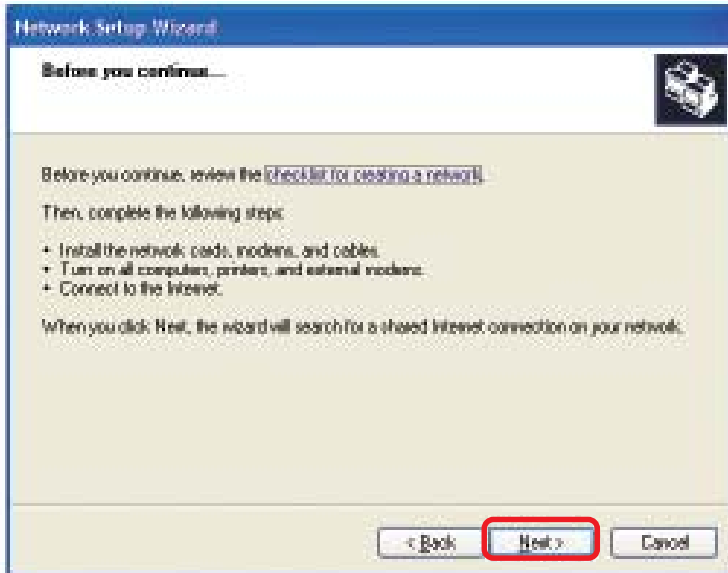 Network Setup Wizard
Before you continue...
Before you continue, review the checklist for creating a network.
Then, complete the following steps:
• Install the network cards, modems, and cables.
• Turn on all computers, printers, and external modems.
• Connect to the Internet.
When you click Next, the wizard will search for a shared Internet connection on your network.
< Back Next > Cancel